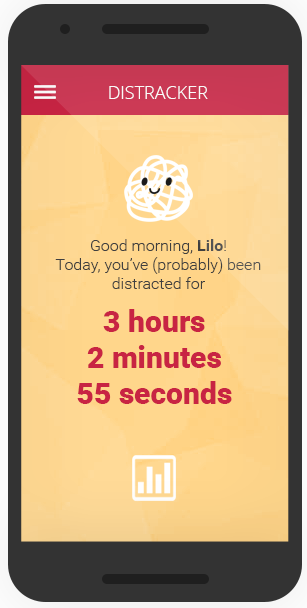 DISTRACKER
Good morning, Lilo!
Today, you've (probably) been
distracted for
3 hours
2 minutes
55 seconds